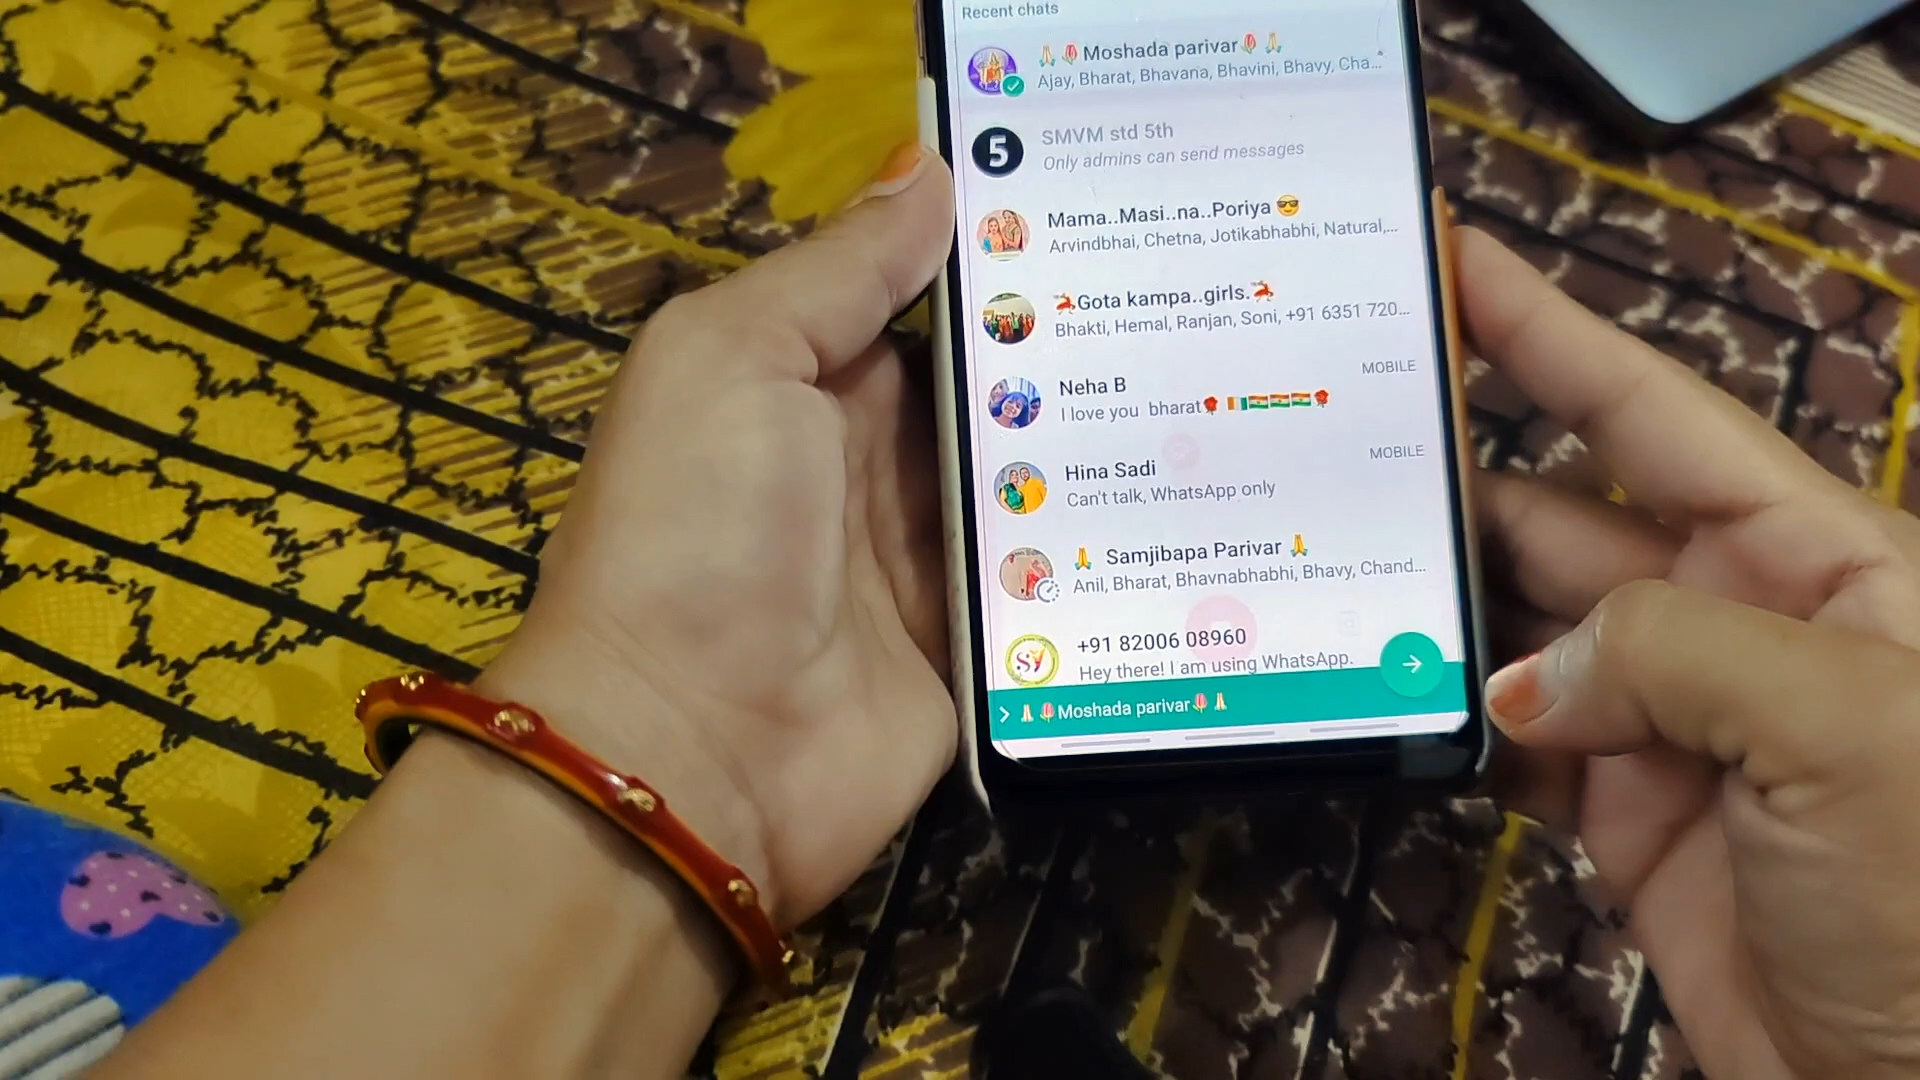 Recent chats
🙏🌷Moshada parivar🌷🙏
Ajay, Bharat, Bhavana, Bhavini, Bhavy, Cha...
5
SMVM std 5th
Only admins can send messages
Mama..Masi..na..Poriya 😎
Arvindbhai, Chetna, Jotikabhabhi, Natural,...
Gota kampa..girls.
Bhakti, Hemal, Ranjan, Soni, +91 6351 720...
Neha B
MOBILE
I love you bharat🌹 🇮🇪🇮🇳🇮🇳🇮🇳🌹
Hina Sadi
MOBILE
Can't talk, WhatsApp only
🙏 Samjibapa Parivar 🙏
Anil, Bharat, Bhavnabhabhi, Bhavy, Chand...
SY
+91 82006 08960
Hey there! I am using WhatsApp.
🙏🌷Moshada parivar🌷🙏